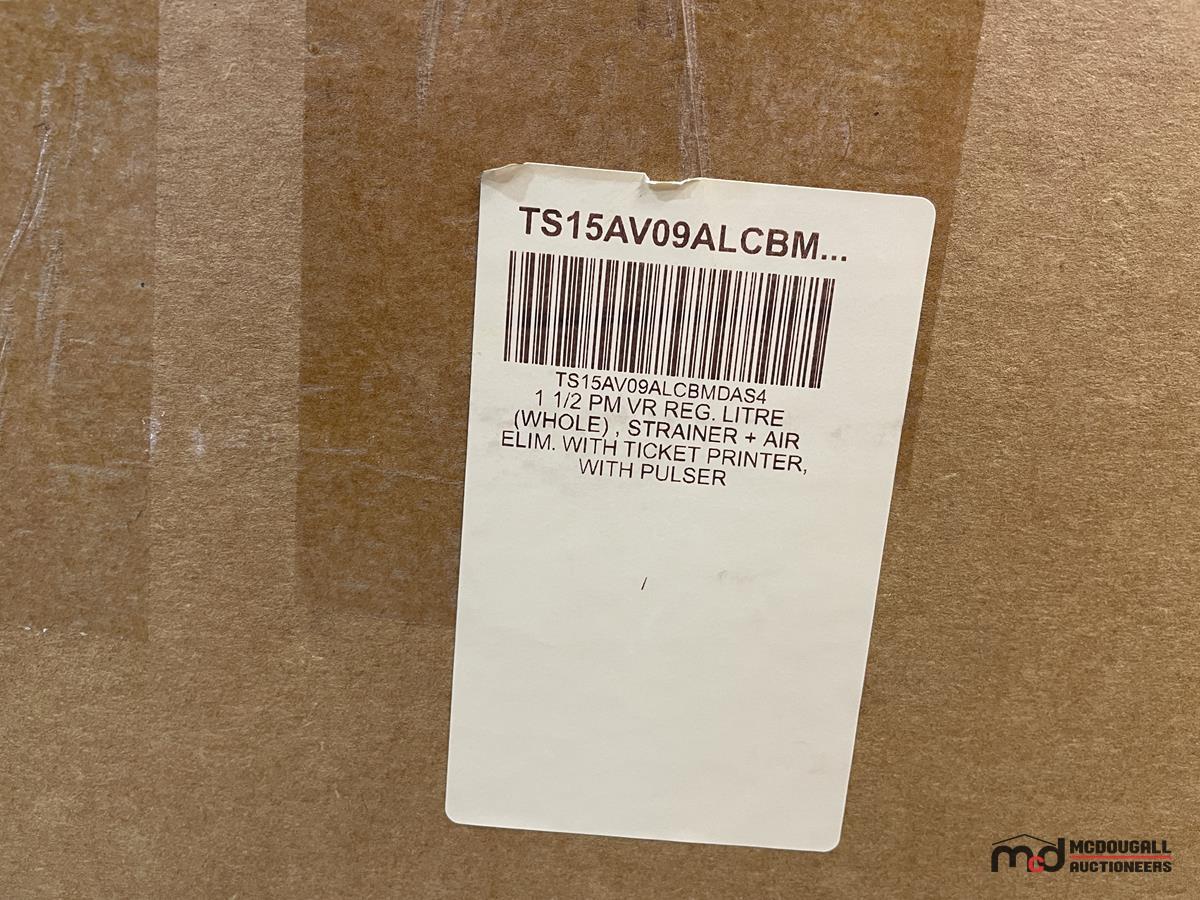 TS15AV09ALCBM...
TS15AV09ALCBMDAS4
1 1/2 PM VR REG. LITRE
(WHOLE) , STRAINER + AIR
ELIM. WITH TICKET PRINTER,
WITH PULSER
mcd MCDOUGALL
AUCTIONEERS